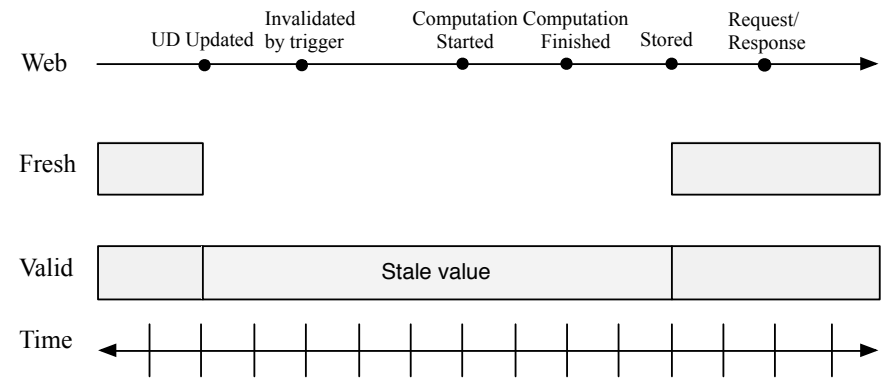 Invalidated
by trigger
UD Updated
Computation
Started
Computation
Finished
Stored
Request/
Response
Web
Fresh
Valid
Stale value
Time